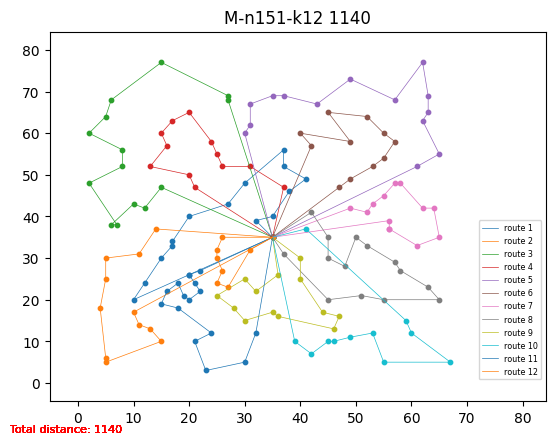 M-n151-k12 1140
80
70
60
50
40
30
20
10
0
0 10 20 30 40 50 60 70 80
route 1
route 2
route 3
route 4
route 5
route 6
route 7
route 8
route 9
route 10
route 11
route 12
Total distance: 1140